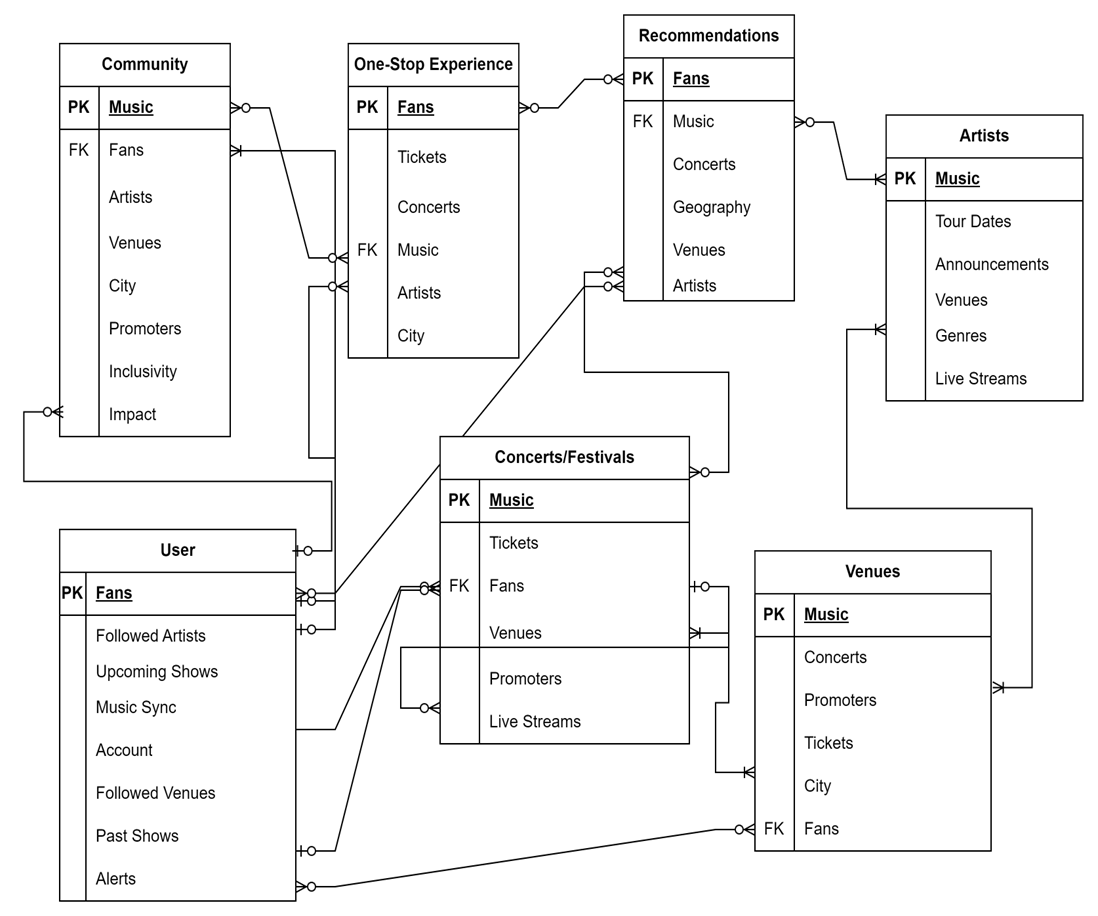 Community
PK Music
FK Fans
Artists
Venues
City
Promoters
Inclusivity
Impact
One-Stop Experience
PK Fans
Tickets
Concerts
FK Music
Artists
City
Recommendations
PK Fans
FK Music
Concerts
Geography
Venues
Artists
Artists
PK Music
Tour Dates
Announcements
Venues
Genres
Live Streams
User
PK Fans
Followed Artists
Upcoming Shows
Music Sync
Account
Followed Venues
Past Shows
Alerts
Concerts/Festivals
PK Music
Tickets
FK Fans
Venues
Promoters
Live Streams
Venues
PK Music
Concerts
Promoters
Tickets
City
FK Fans